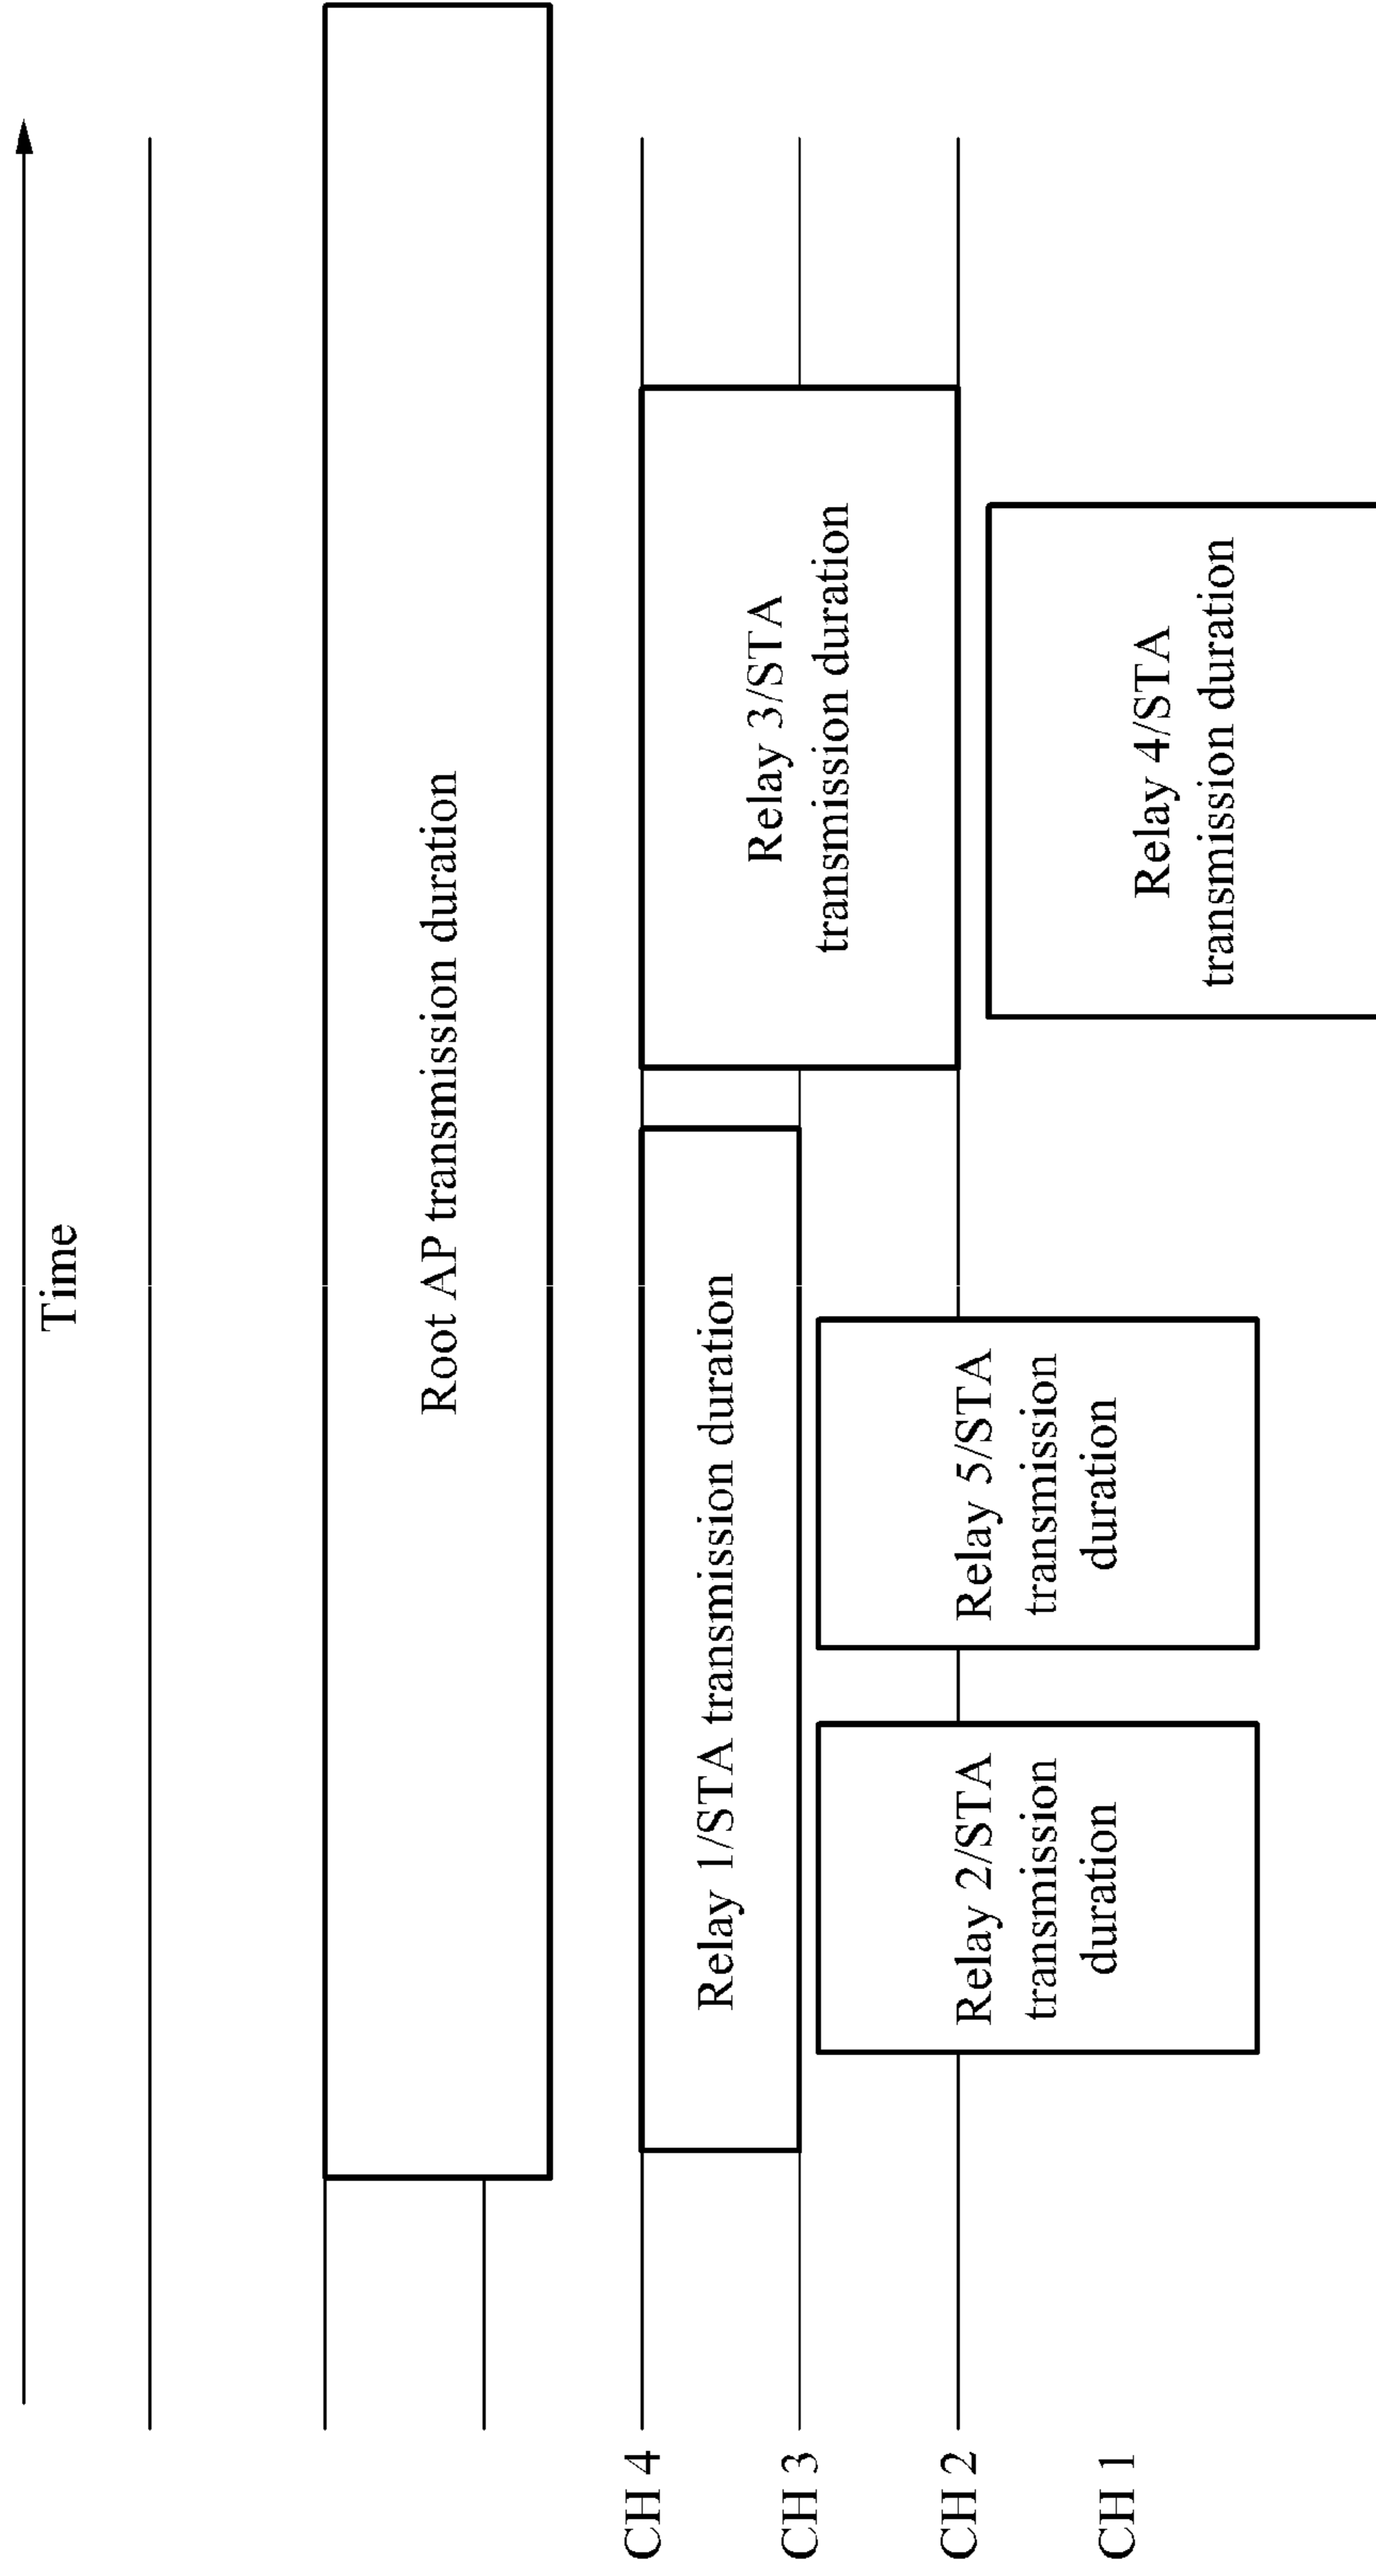 Time
Root AP transmission duration
Relay 1/STA transmission duration
Relay 3/STA
transmission duration
Relay 2/STA
transmission
duration
Relay 5/STA
transmission
duration
Relay 4/STA
transmission duration
CH 4
CH 3
CH 2
CH 1